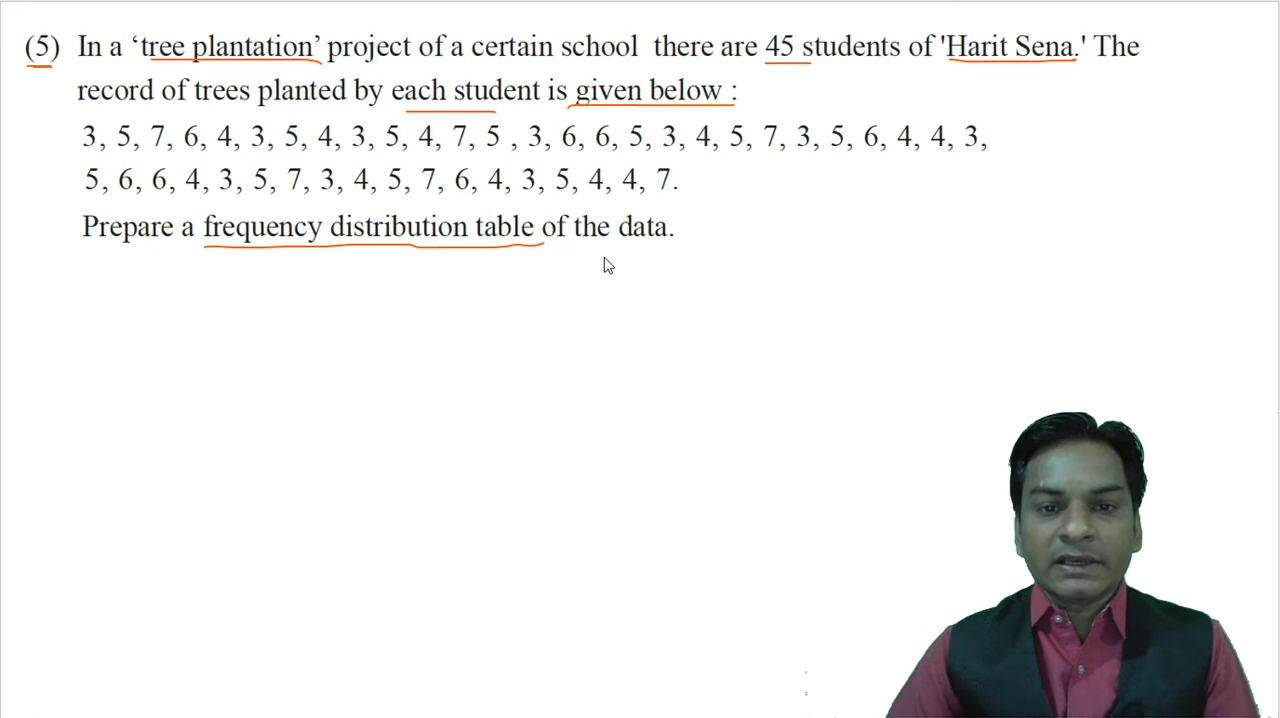 (5) In a ‘tree plantation’ project of a certain school there are 45 students of 'Harit Sena.' The
record of trees planted by each student is given below :
3, 5, 7, 6, 4, 3, 5, 4, 3, 5, 4, 7, 5 , 3, 6, 6, 5, 3, 4, 5, 7, 3, 5, 6, 4, 4, 3,
5, 6, 6, 4, 3, 5, 7, 3, 4, 5, 7, 6, 4, 3, 5, 4, 4, 7.
Prepare a frequency distribution table of the data.